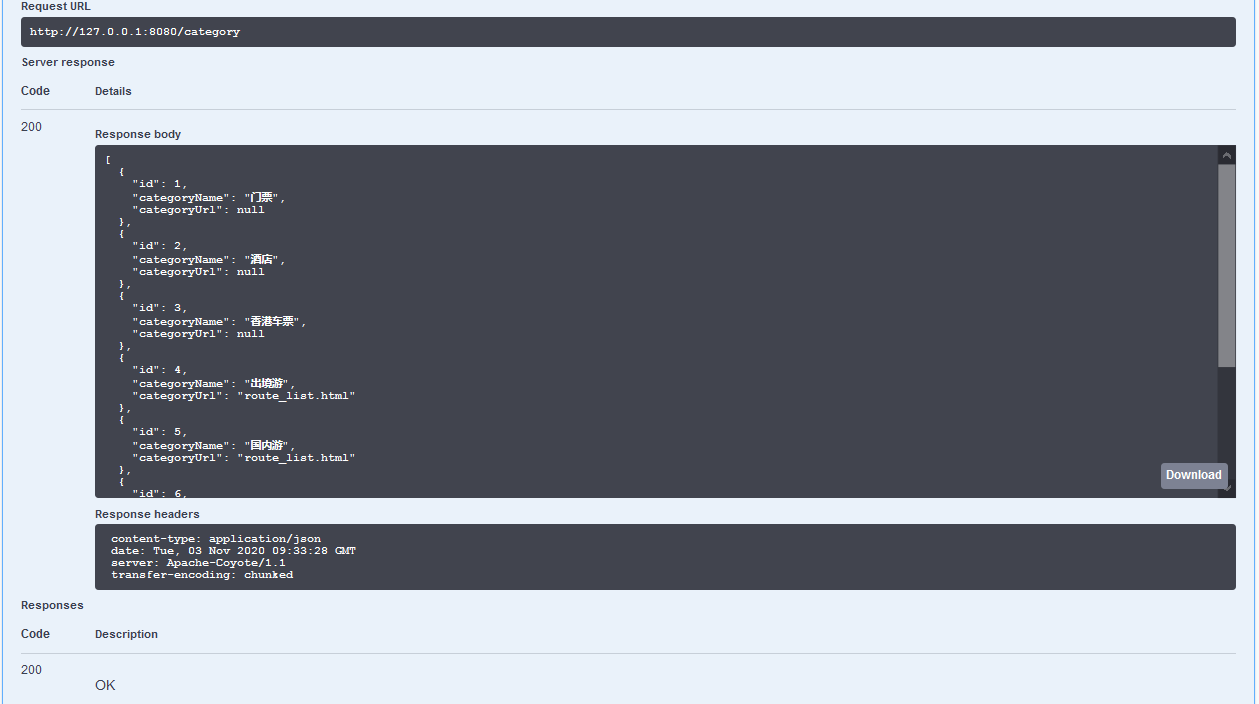 Request URL
http://127.0.0.1:8080/category
Server response
Code Details
200
Response body
[
{
"id": 1,
"categoryName": "门票",
"categoryUrl": null
},
{
"id": 2,
"categoryName": "酒店",
"categoryUrl": null
},
{
"id": 3,
"categoryName": "香港车票",
"categoryUrl": null
},
{
"id": 4,
"categoryName": "出境游",
"categoryUrl": "route_list.html"
},
{
"id": 5,
"categoryName": "国内游",
"categoryUrl": "route_list.html"
},
{
"id": 6,
Download
Response headers
content-type: application/json
date: Tue, 03 Nov 2020 09:33:28 GMT
server: Apache-Coyote/1.1
transfer-encoding: chunked
Responses
Code Description
200
OK